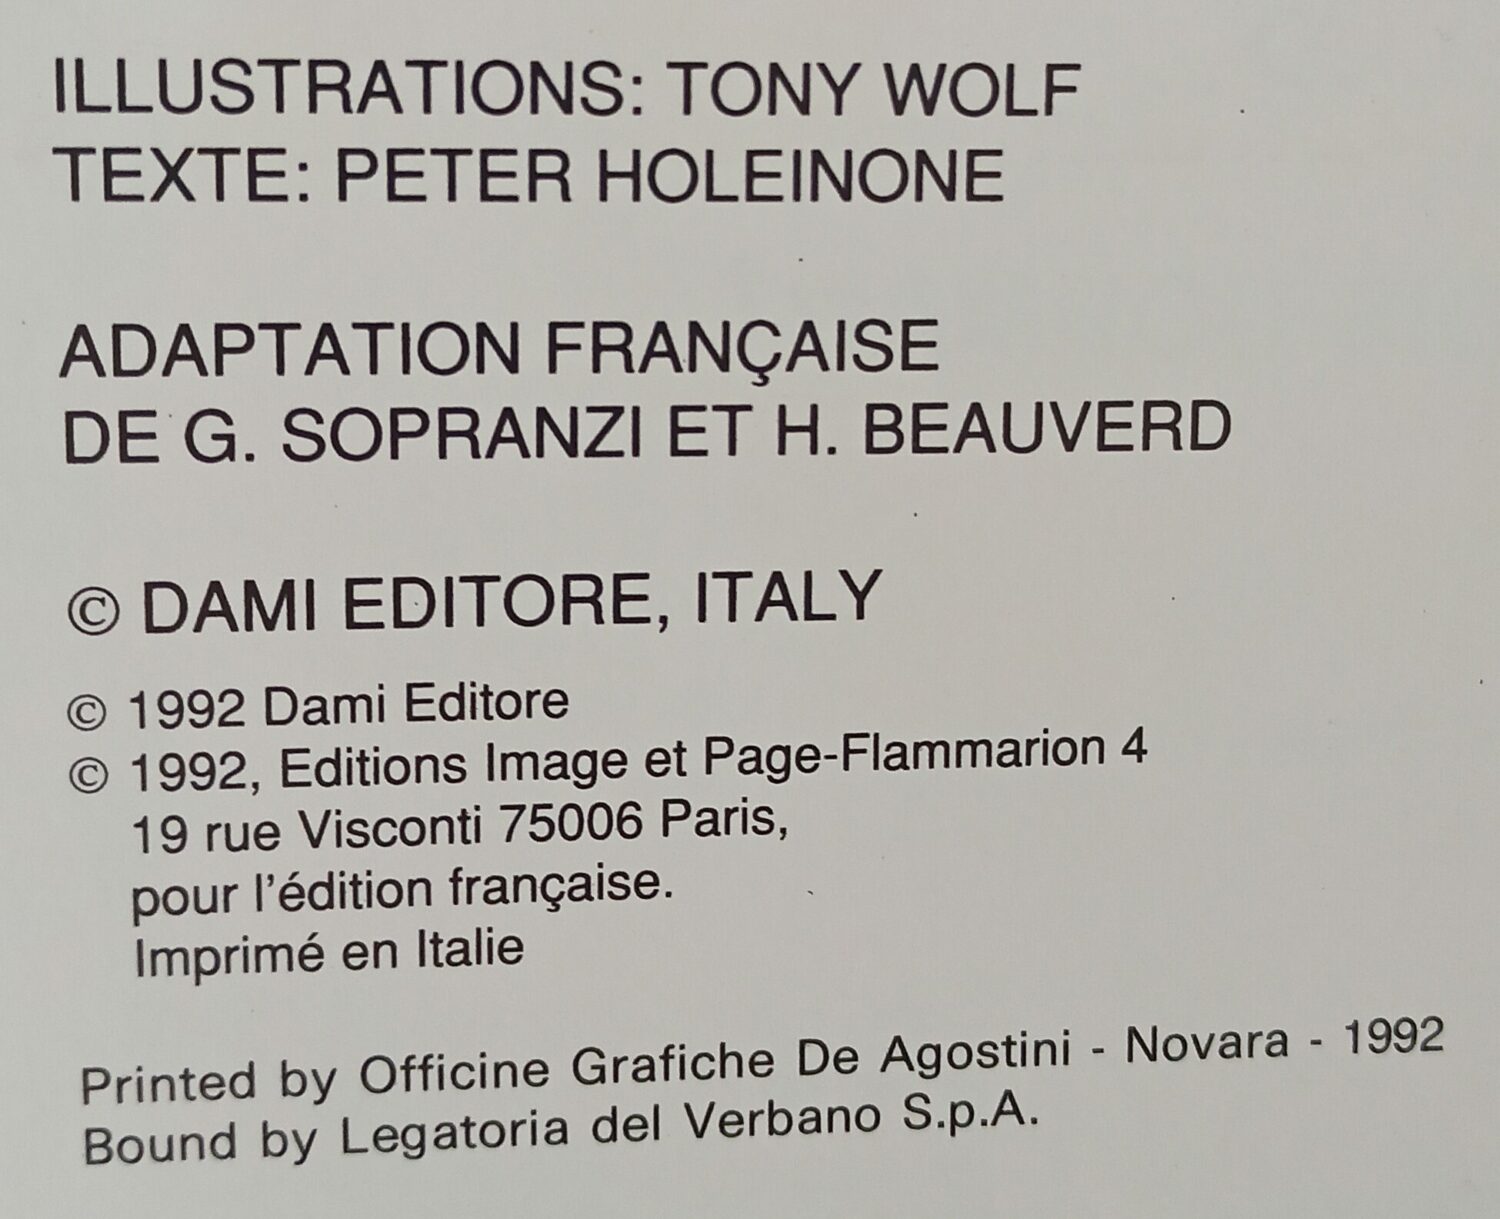 ILLUSTRATIONS: TONY WOLF
TEXTE: PETER HOLEINONE
ADAPTATION FRANÇAISE
DE G. SOPRANZI ET H. BEAUVERD
© DAMI EDITORE, ITALY
© 1992 Dami Editore
© 1992, Editions Image et Page-Flammarion 4
19 rue Visconti 75006 Paris,
pour l'édition française.
Imprimé en Italie
Printed by Officine Grafiche De Agostini - Novara - 1992
Bound by Legatoria del Verbano S.p.A.